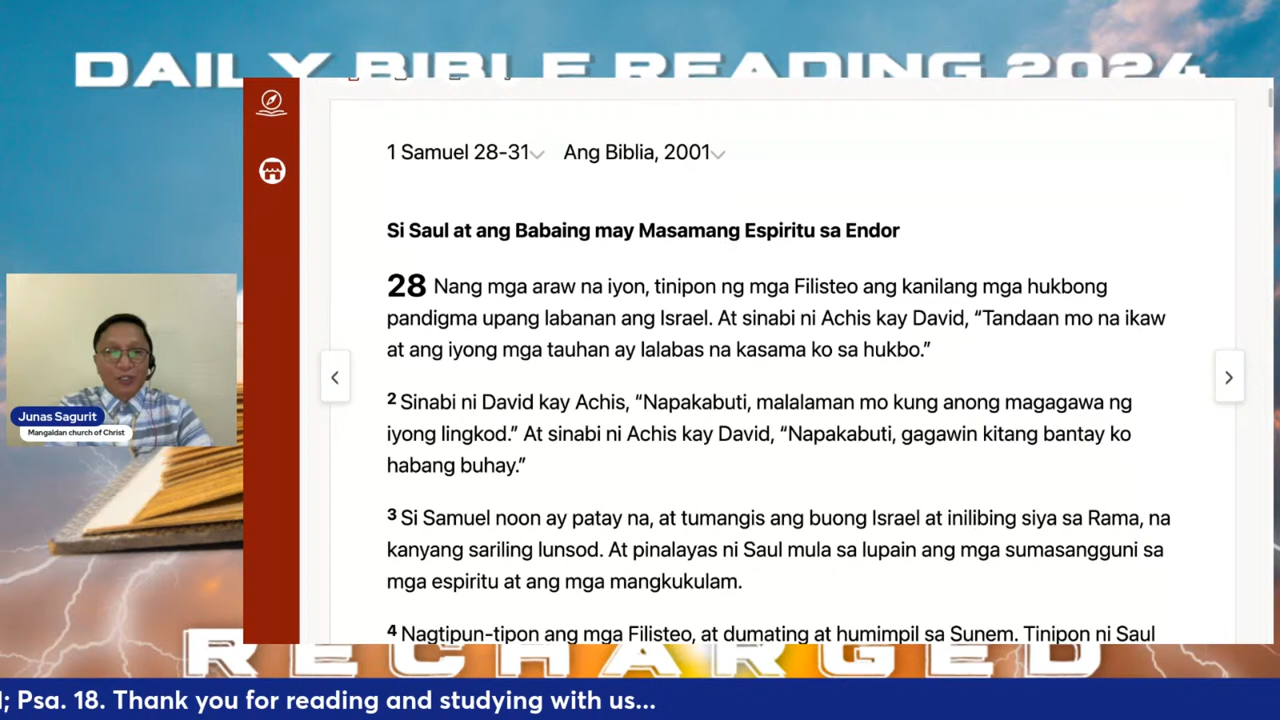 DAILY BIBLE READING 2024
1 Samuel 28-31 Ang Biblia, 2001
Si Saul at ang Babaing may Masamang Espiritu sa Endor
28 Nang mga araw na iyon, tinipon ng mga Filisteo ang kanilang mga hukbong
pandigma upang labanan ang Israel. At sinabi ni Achis kay David, “Tandaan mo na ikaw
at ang iyong mga tauhan ay lalabas na kasama ko sa hukbo.”
2 Sinabi ni David kay Achis, “Napakabuti, malalaman mo kung anong magagawa ng
iyong lingkod.” At sinabi ni Achis kay David, “Napakabuti, gagawin kitang bantay ko
habang buhay.”
3 Si Samuel noon ay patay na, at tumangis ang buong Israel at inilibing siya sa Rama, na
kanyang sariling lunsod. At pinalayas ni Saul mula sa lupain ang mga sumasangguni sa
mga espiritu at ang mga mangkukulam.
4 Nagtipun-tipon ang mga Filisteo, at dumating at humimpil sa Sunem. Tinipon ni Saul
Junas Sagurit
Mangaldan church of Christ
RECHARGED
; Psa. 18. Thank you for reading and studying with us...